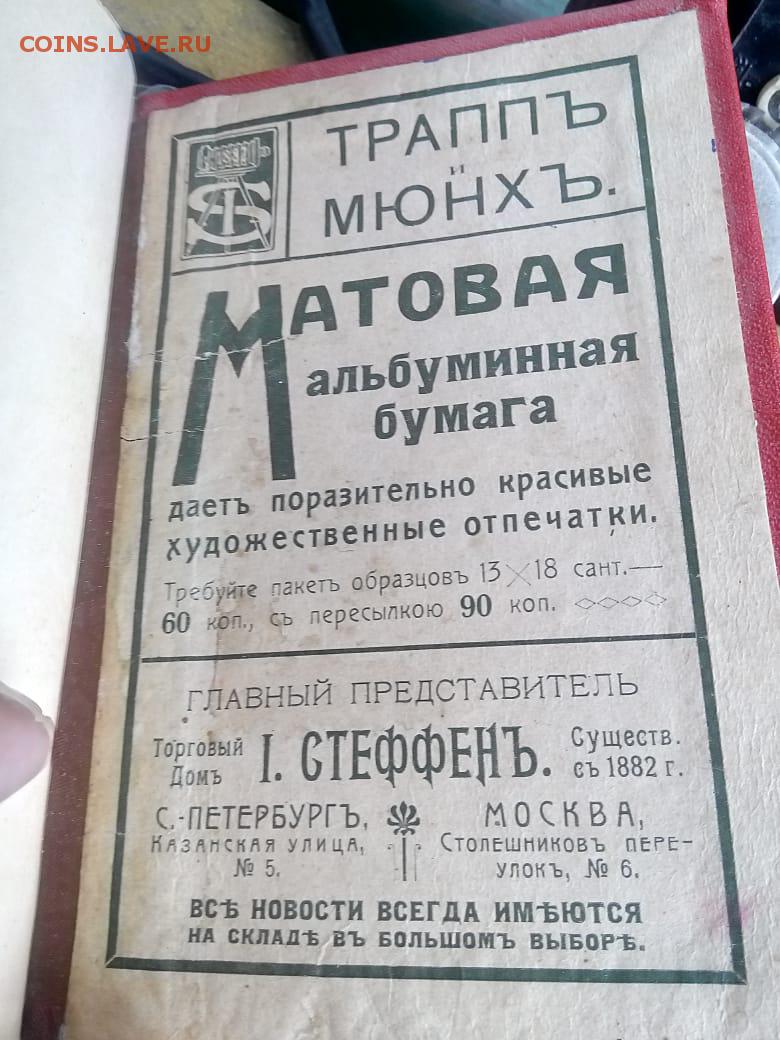 COINS.LAVE.RU
ТРАППЪ
и
МЮНХЪ.
МАТОВАЯ
альбуминная
бумага
даетъ поразительно красивые
художественные отпечатки.
Требуйте пакетъ образцовъ 13 × 18 сант.—
60 коп., съ пересылкою 90 коп.
ГЛАВНЫЙ ПРЕДСТАВИТЕЛЬ
Торговый Домъ
І. СТЕФФЕНЪ.
Существ. съ 1882 г.
С.-ПЕТЕРБУРГЪ,
КАЗАНСКАЯ УЛИЦА,
№ 5.
МОСКВА,
СТОЛЕШНИКОВЪ ПЕРЕ-
УЛОКЪ, № 6.
ВСѢ НОВОСТИ ВСЕГДА ИМѢЮТСЯ
НА СКЛАДѢ ВЪ БОЛЬШОМЪ ВЫБОРѢ.